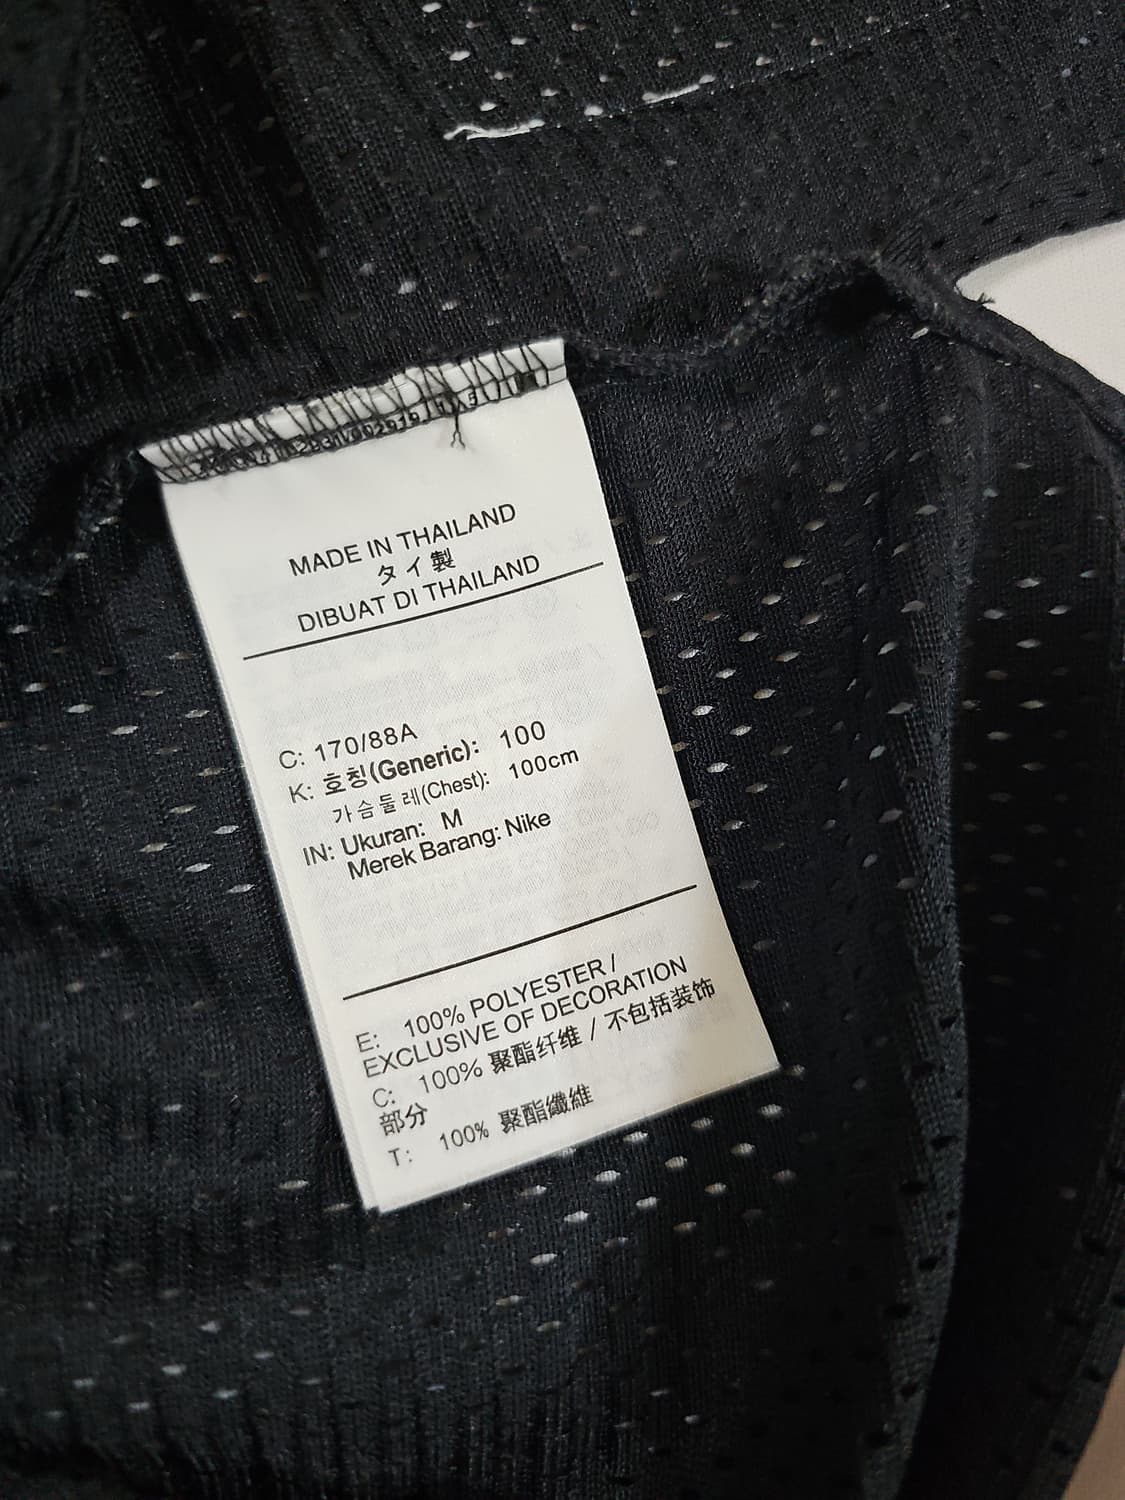 MADE IN THAILAND
タイ製
DIBUAT DI THAILAND
C: 170/88A
K: 호칭(Generic): 100
가슴둘레(Chest): 100cm
IN: Ukuran: M
Merek Barang: Nike
E: 100% POLYESTER /
EXCLUSIVE OF DECORATION
C: 100% 聚酯纤维 / 不包括装饰
部分
T: 100% 聚酯纖維